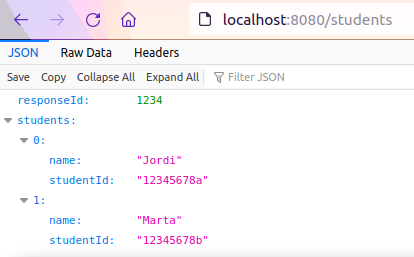 localhost:8080/students
JSON Raw Data Headers
Save Copy Collapse All Expand All Filter JSON
responseId: 1234
students:
0:
name: "Jordi"
studentId: "12345678a"
1:
name: "Marta"
studentId: "12345678b"